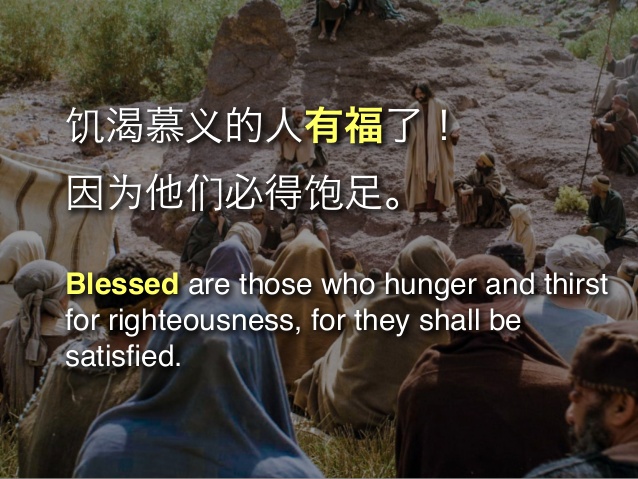 饥渴慕义的人有福了！
因为他们必得饱足。
Blessed are those who hunger and thirst
for righteousness, for they shall be
satisfied.